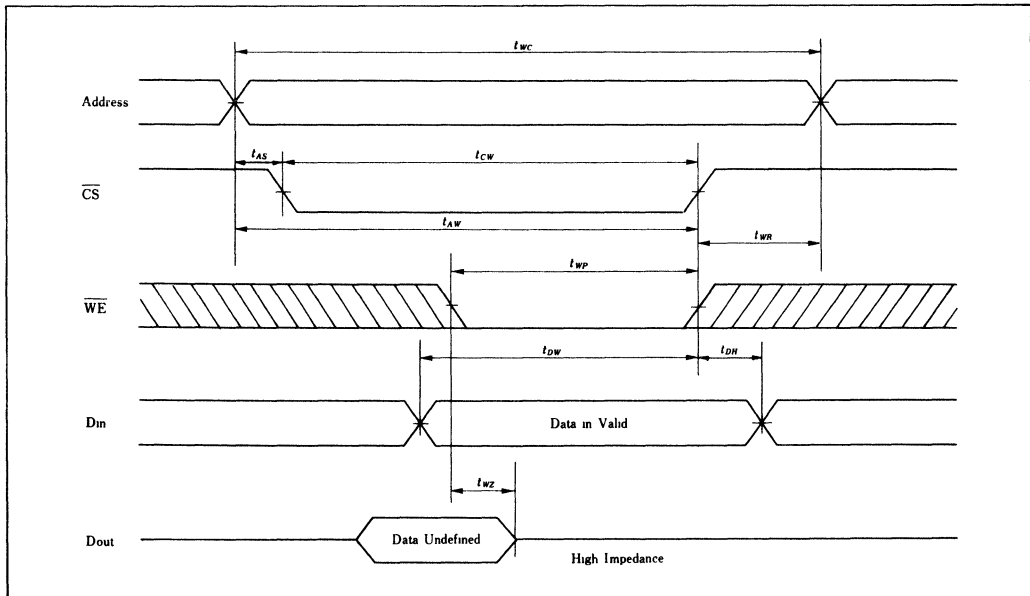 tWC
Address
tAS
tCW
CS
tAW
tWR
tWP
WE
tDW
tDH
Din
Data in Valid
tWZ
Dout
Data Undefined
High Impedance